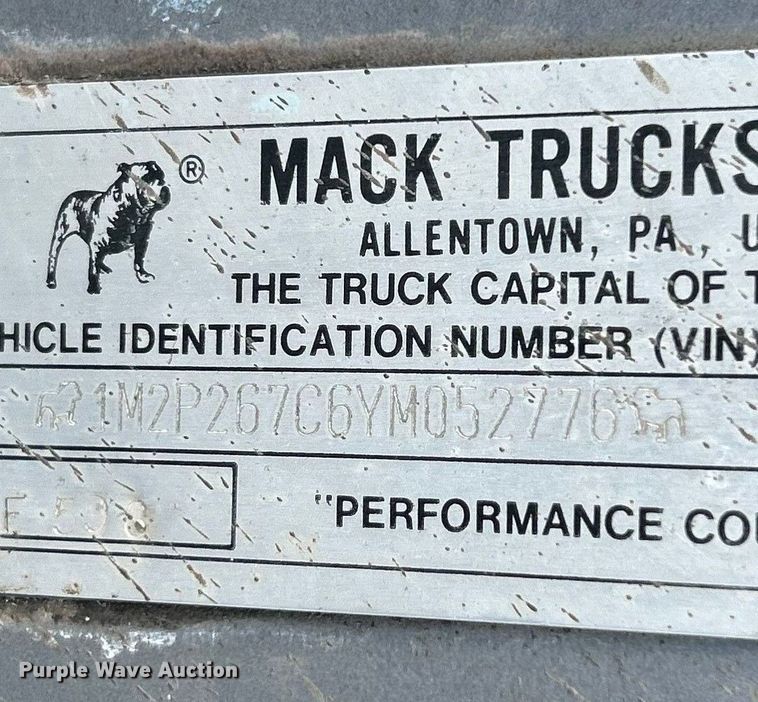 ®
MACK TRUCKS
ALLENTOWN, PA., U
THE TRUCK CAPITAL OF T
HICLE IDENTIFICATION NUMBER (VIN)
1M2P267C6YM052776
"PERFORMANCE CO
Purple Wave Auction